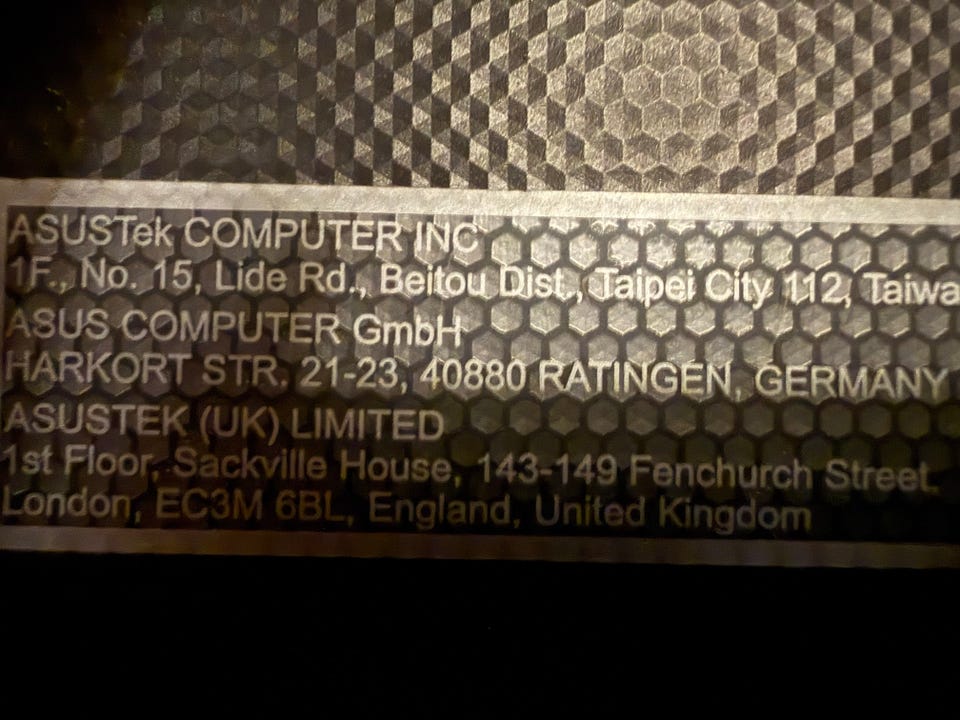 ASUSTek COMPUTER INC
1F., No. 15, Lide Rd., Beitou Dist., Taipei City 112, Taiwa
ASUS COMPUTER GmbH
HARKORT STR. 21-23, 40880 RATINGEN, GERMANY
ASUSTEK (UK) LIMITED
1st Floor, Sackville House, 143-149 Fenchurch Street.
London, EC3M 6BL, England, United Kingdom